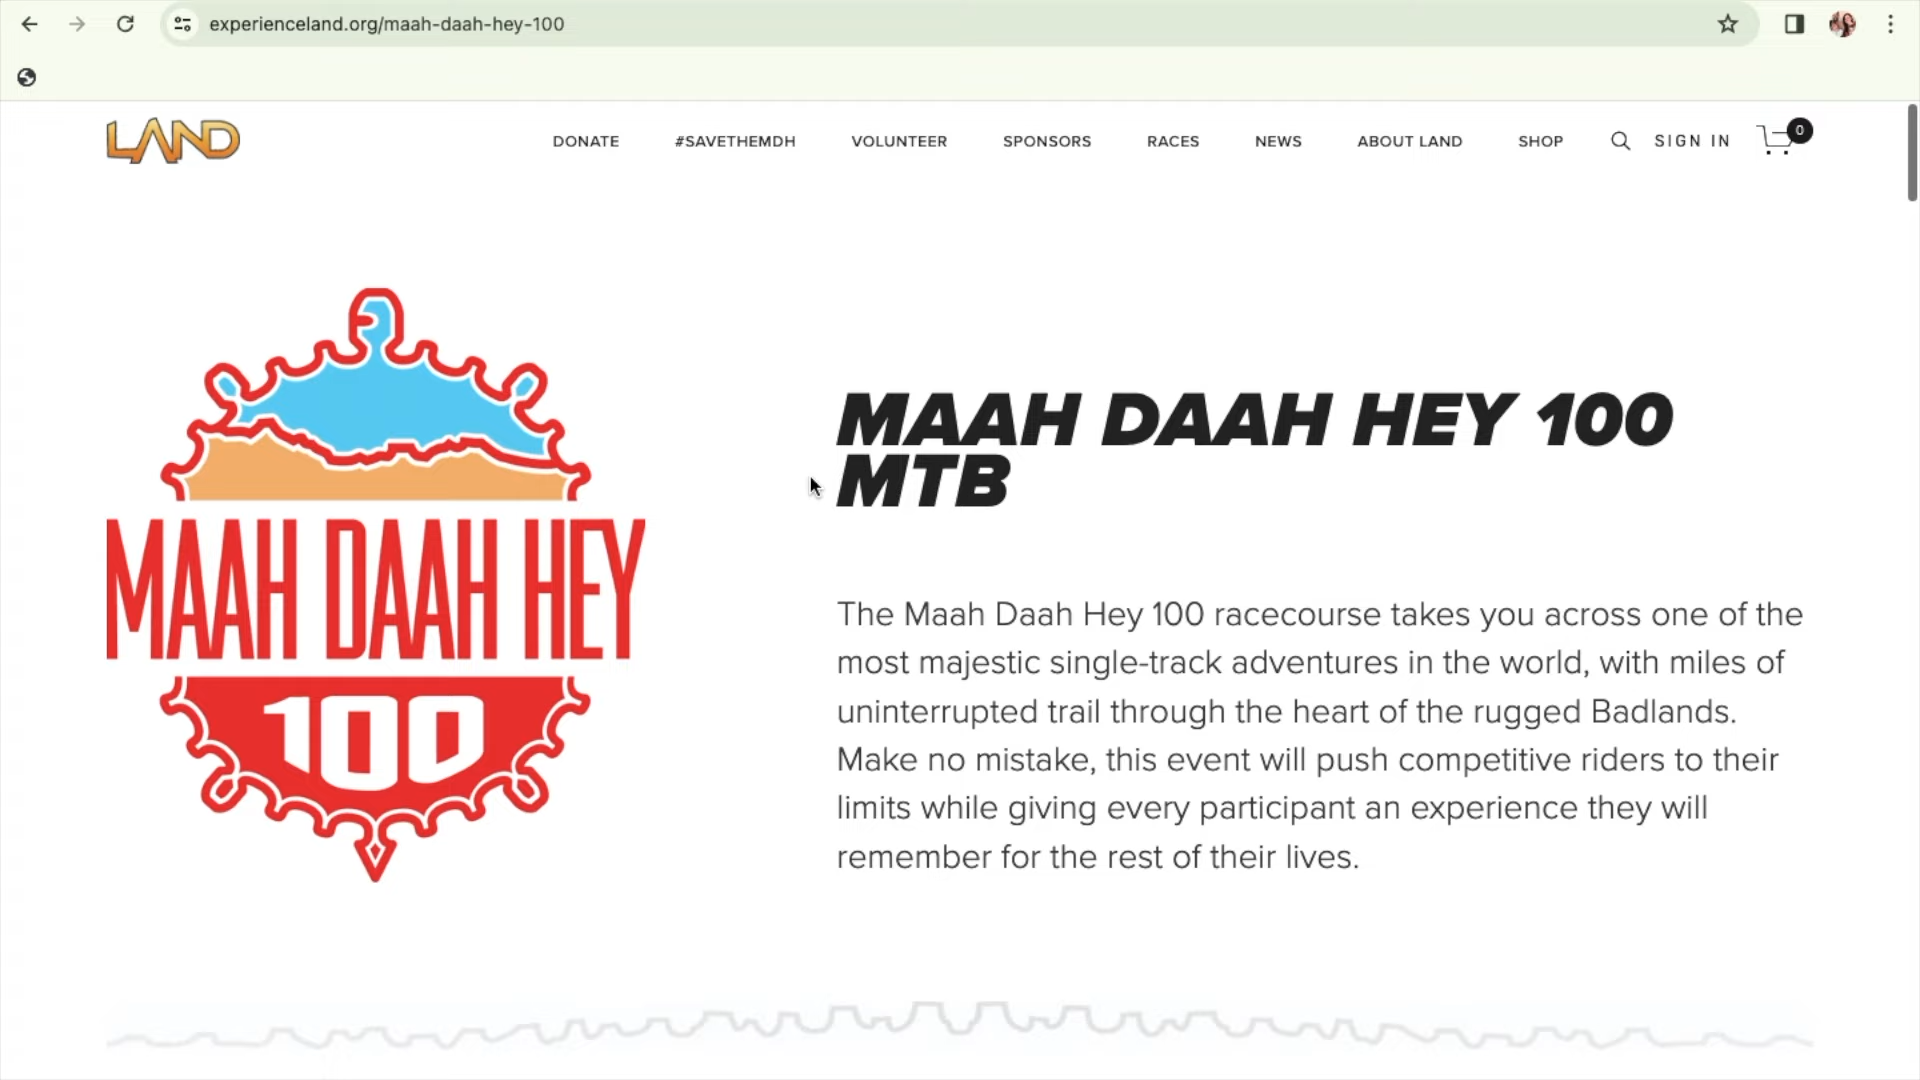 experienceland.org/maah-daah-hey-100
LAND
DONATE #SAVETHEMDH VOLUNTEER SPONSORS RACES NEWS ABOUT LAND SHOP SIGN IN 0
MAAH DAAH HEY
100
MAAH DAAH HEY 100
MTB
The Maah Daah Hey 100 racecourse takes you across one of the
most majestic single-track adventures in the world, with miles of
uninterrupted trail through the heart of the rugged Badlands.
Make no mistake, this event will push competitive riders to their
limits while giving every participant an experience they will
remember for the rest of their lives.